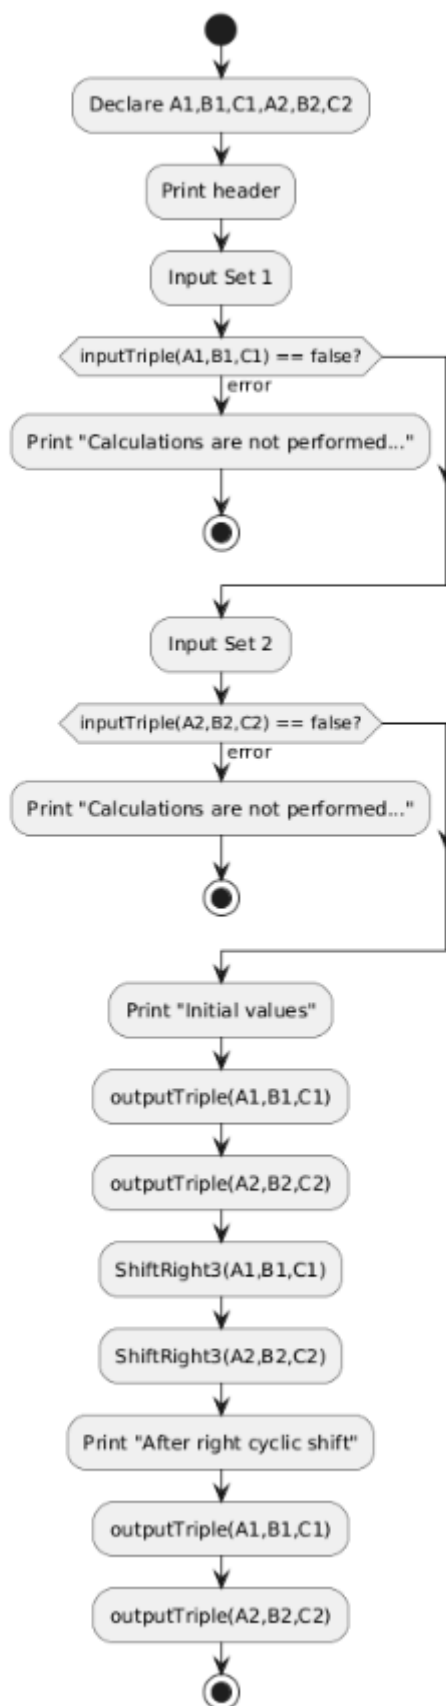 Declare A1,B1,C1,A2,B2,C2
Print header
Input Set 1
inputTriple(A1,B1,C1) == false?
error
Print "Calculations are not performed..."
Input Set 2
inputTriple(A2,B2,C2) == false?
error
Print "Calculations are not performed..."
Print "Initial values"
outputTriple(A1,B1,C1)
outputTriple(A2,B2,C2)
ShiftRight3(A1,B1,C1)
ShiftRight3(A2,B2,C2)
Print "After right cyclic shift"
outputTriple(A1,B1,C1)
outputTriple(A2,B2,C2)